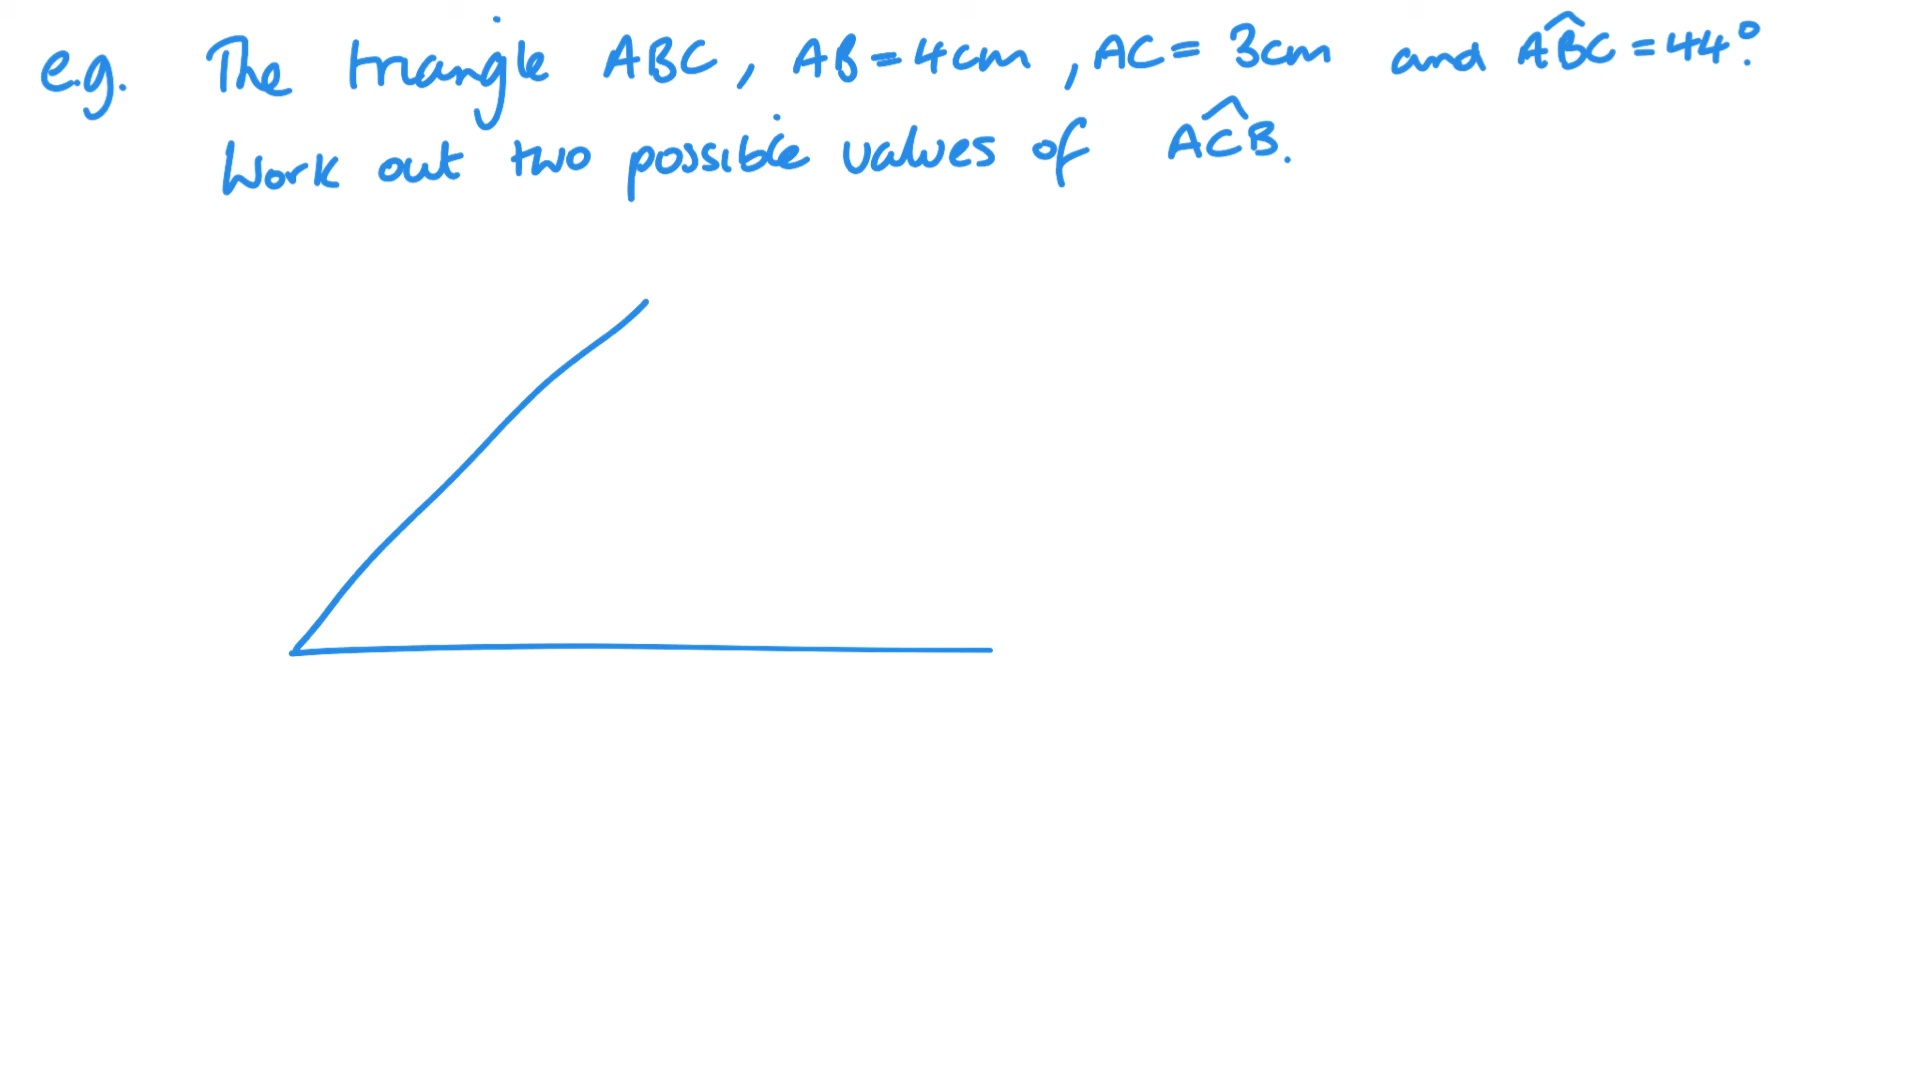 e.g. The triangle ABC, AB=4cm, AC=3cm and AB̂C=44°.
Work out two possible values of AĈB.